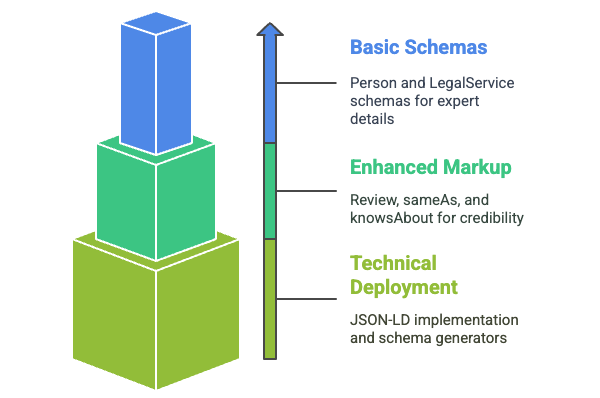 Basic Schemas
Person and LegalService
schemas for expert
details
Enhanced Markup
Review, sameAs, and
knowsAbout for credibility
Technical
Deployment
JSON-LD implementation
and schema generators